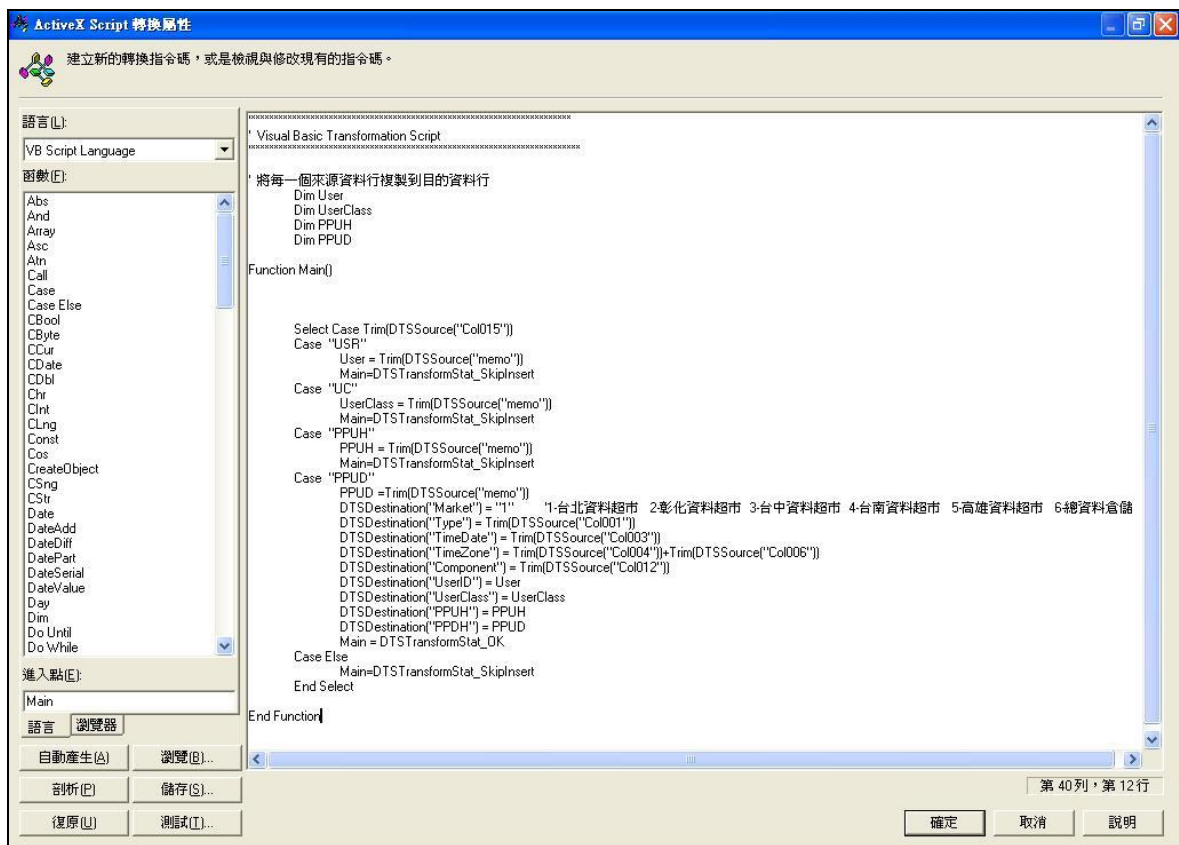 ActiveX Script 轉換屬性
建立新的轉換指令碼，或是檢視與修改現有的指令碼。
語言(L):
VB Script Language
函數(F):
Abs
And
Array
Asc
Atn
Call
Case
Case Else
CBool
CByte
CCur
CDate
CDbl
Chr
CInt
CLng
Const
Cos
CreateObject
CSng
CStr
Date
DateAdd
DateDiff
DatePart
DateSerial
DateValue
Day
Dim
Do Until
Do While
進入點(E):
Main
語言 瀏覽器
自動產生(A) 瀏覽(B)...
剖析(P) 儲存(S)...
復原(U) 測試(T)...
' Visual Basic Transformation Script
' 將每一個來源資料行複製到目的資料行
Dim User
Dim UserClass
Dim PPUH
Dim PPUD
Function Main()
Select Case Trim(DTSSource("Col015"))
Case "USR"
User = Trim(DTSSource("memo"))
Main=DTSTransformStat_SkipInsert
Case "UC"
UserClass = Trim(DTSSource("memo"))
Main=DTSTransformStat_SkipInsert
Case "PPUH"
PPUH = Trim(DTSSource("memo"))
Main=DTSTransformStat_SkipInsert
Case "PPUD"
PPUD =Trim(DTSSource("memo"))
DTSDestination("Market") = "1" '1-台北資料超市 2-彰化資料超市 3-台中資料超市 4-台南資料超市 5-高雄資料超市 6-總資料倉儲
DTSDestination("Type") = Trim(DTSSource("Col001"))
DTSDestination("TimeDate") = Trim(DTSSource("Col003"))
DTSDestination("TimeZone") = Trim(DTSSource("Col004"))+Trim(DTSSource("Col006"))
DTSDestination("Component") = Trim(DTSSource("Col012"))
DTSDestination("UserID") = User
DTSDestination("UserClass") = UserClass
DTSDestination("PPUH") = PPUH
DTSDestination("PPDH") = PPUD
Main = DTSTransformStat_OK
Case Else
Main=DTSTransformStat_SkipInsert
End Select
End Function
第 40列，第 12行
確定 取消 說明